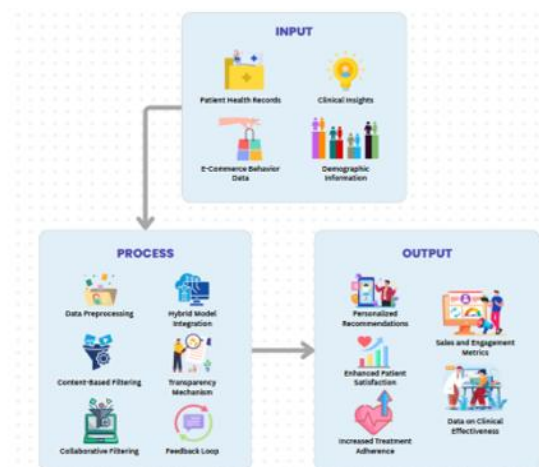 INPUT
Patient Health Records
Clinical Insights
E-Commerce Behavior
Data
Demographic
Information
PROCESS
Data Preprocessing
Hybrid Model
Integration
Content-Based Filtering
Transparency
Mechanism
Collaborative Filtering
Feedback Loop
OUTPUT
Personalized
Recommendations
Sales and Engagement
Metrics
Enhanced Patient
Satisfaction
Data on Clinical
Effectiveness
Increased Treatment
Adherence